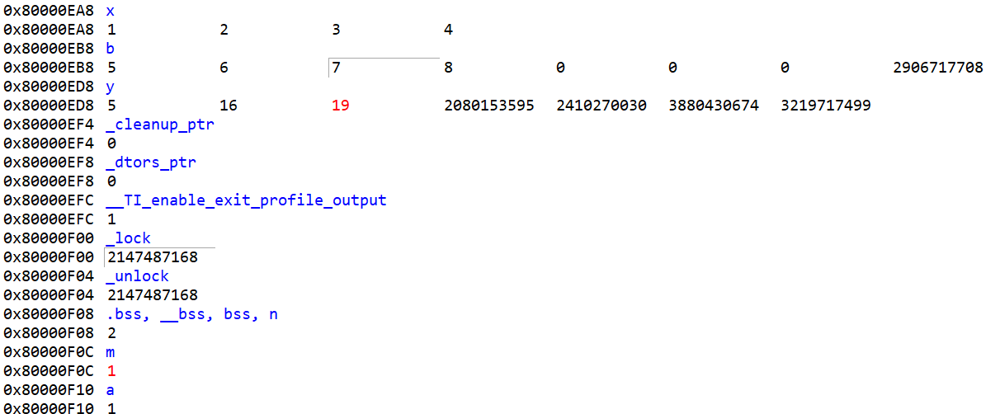 0x80000EA8 x
0x80000EA8 1 2 3 4
0x80000EB8 b
0x80000EB8 5 6 7 8 0 0 0 2906717708
0x80000ED8 y
0x80000ED8 5 16 19 2080153595 2410270030 3880430674 3219717499
0x80000EF4 _cleanup_ptr
0x80000EF4 0
0x80000EF8 _dtors_ptr
0x80000EF8 0
0x80000EFC __TI_enable_exit_profile_output
0x80000EFC 1
0x80000F00 _lock
0x80000F00 2147487168
0x80000F04 _unlock
0x80000F04 2147487168
0x80000F08 .bss, __bss, bss, n
0x80000F08 2
0x80000F0C m
0x80000F0C 1
0x80000F10 a
0x80000F10 1